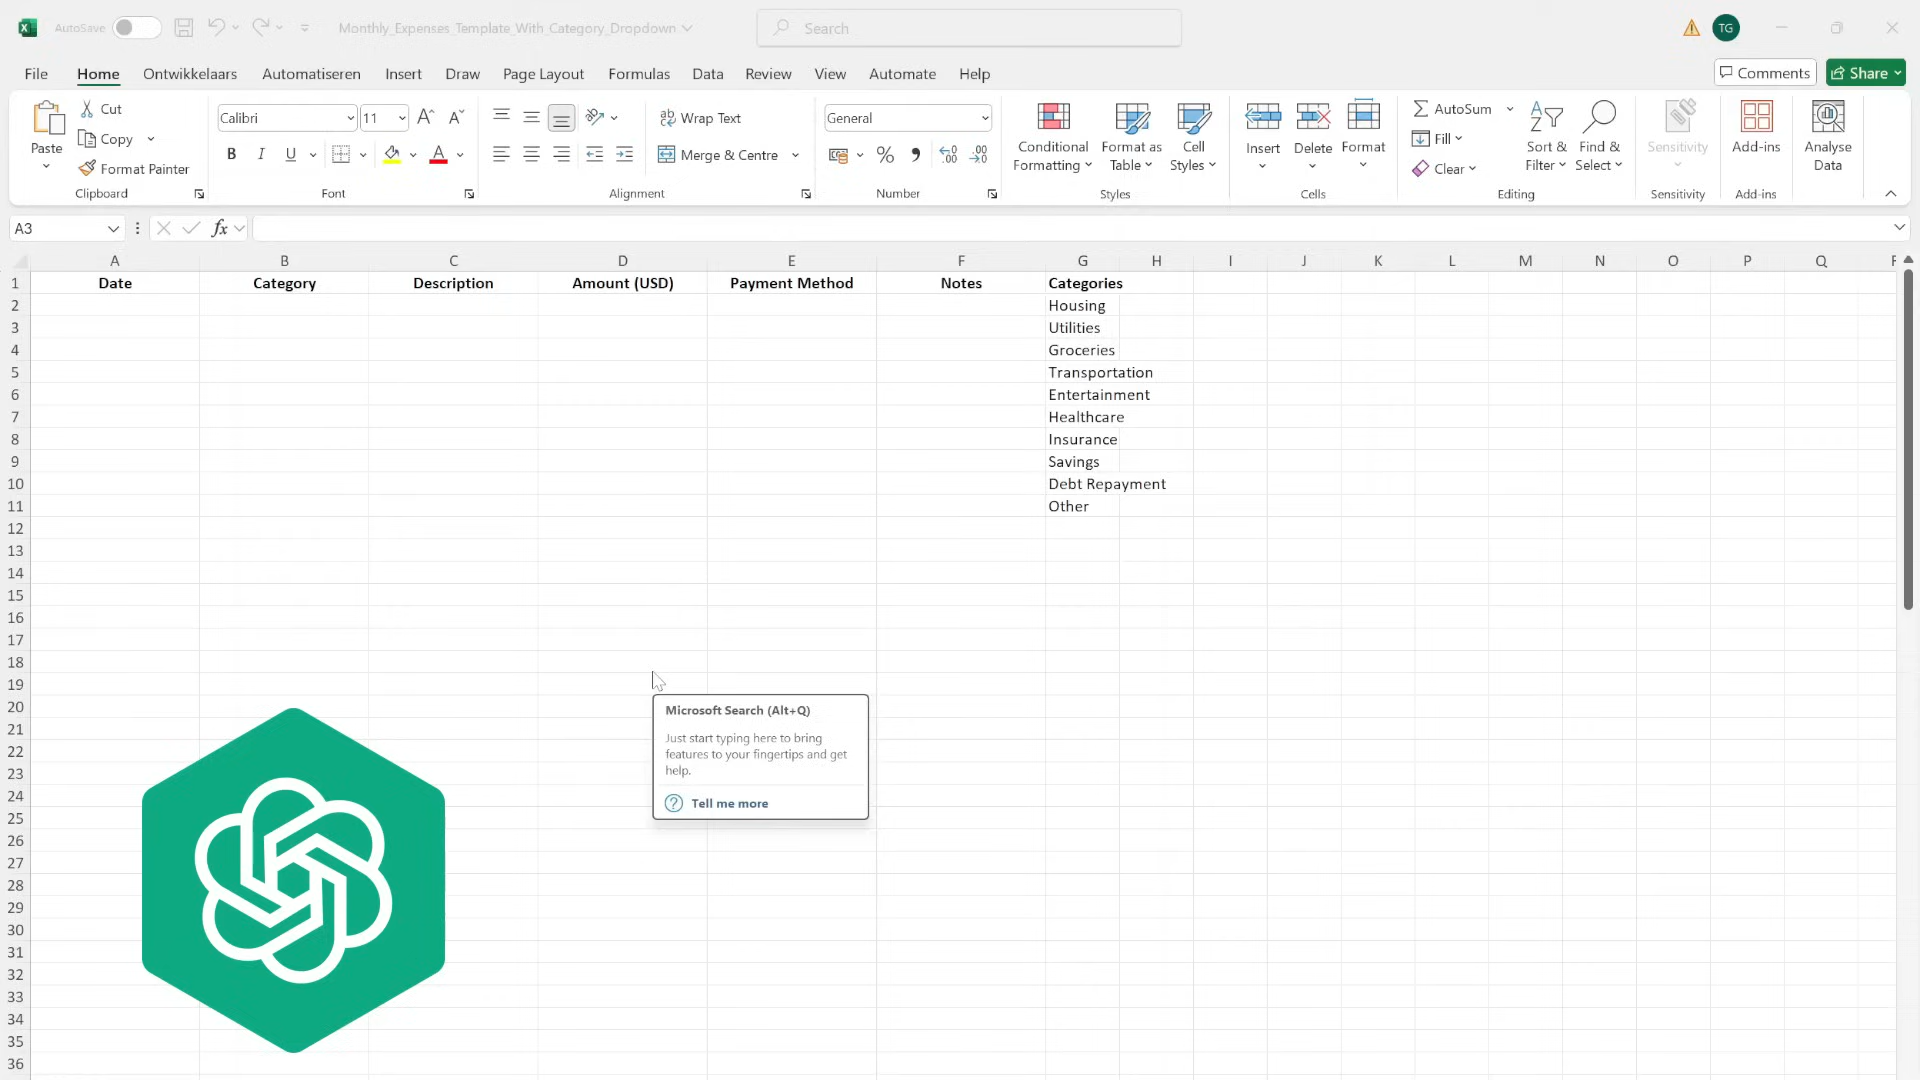 AutoSave
Monthly_Expenses_Template_With_Category_Dropdown
Search
TG
File Home Ontwikkelaars Automatiseren Insert Draw Page Layout Formulas Data Review View Automate Help
Comments
Share
Paste
Cut
Copy
Format Painter
Clipboard
Calibri 11
B I U A
Font
Wrap Text
Merge & Centre
Alignment
General
Number
Conditional Formatting
Format as Table
Cell Styles
Styles
Insert
Delete
Format
Cells
AutoSum
Fill
Clear
Sort & Filter
Find & Select
Editing
Sensitivity
Sensitivity
Add-ins
Add-ins
Analyse Data
A3
fx
A B C D E F G H I J K L M N O P Q
1 Date Category Description Amount (USD) Payment Method Notes Categories
2 Housing
3 Utilities
4 Groceries
5 Transportation
6 Entertainment
7 Healthcare
8 Insurance
9 Savings
10 Debt Repayment
11 Other
12
13
14
15
16
17
18
19
20
21
22
23
24
25
26
27
28
29
30
31
32
33
34
35
36
Microsoft Search (Alt+Q)
Just start typing here to bring
features to your fingertips and get
help.
Tell me more